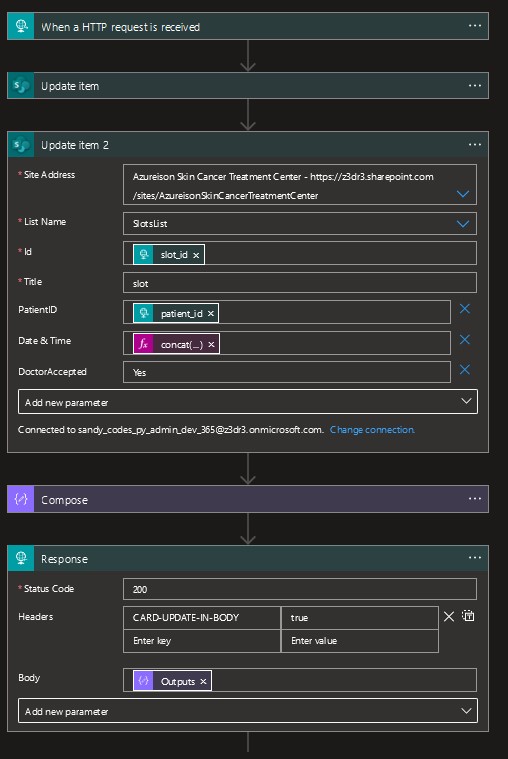 When a HTTP request is received
Update item
Update item 2
* Site Address
Azureison Skin Cancer Treatment Center - https://z3dr3.sharepoint.com
/sites/AzureisonSkinCancerTreatmentCenter
* List Name
SlotsList
* Id
slot_id ×
* Title
slot
PatientID
patient_id ×
Date & Time
fx concat(...) ×
DoctorAccepted
Yes
Add new parameter
Connected to sandy_codes_py_admin_dev_365@z3dr3.onmicrosoft.com. Change connection.
Compose
Response
* Status Code
200
Headers
CARD-UPDATE-IN-BODY true
Enter key Enter value
Body
Outputs ×
Add new parameter